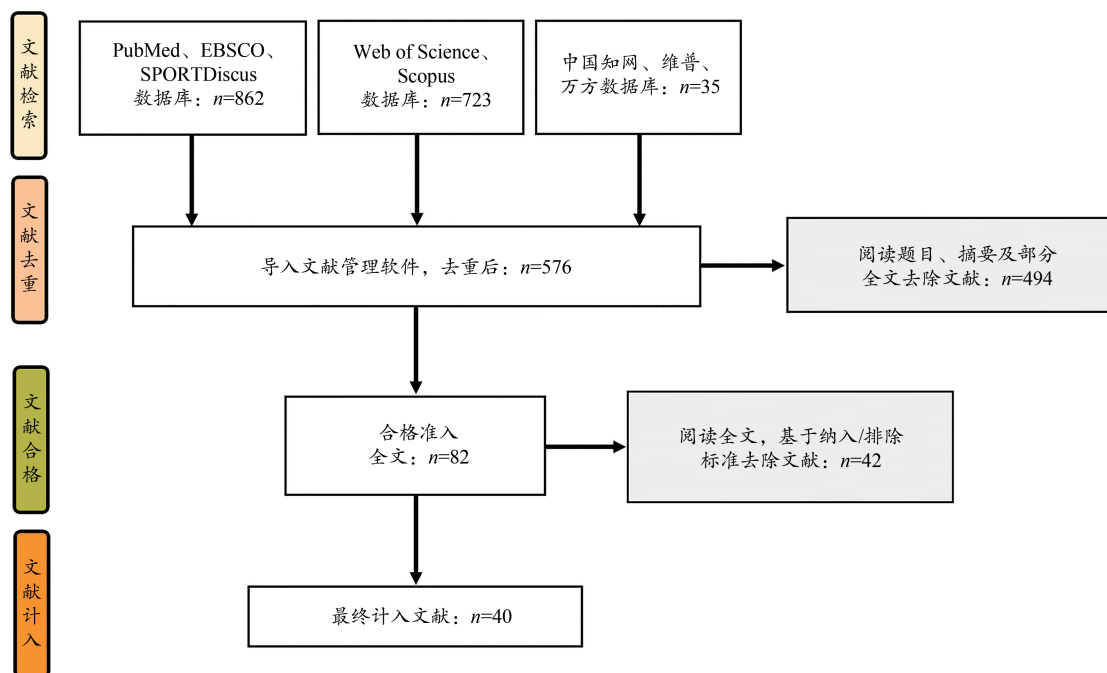 文献检索
PubMed、EBSCO、
SPORTDiscus
数据库：n=862
Web of Science、
Scopus
数据库：n=723
中国知网、维普、
万方数据库：n=35
文献去重
导入文献管理软件，去重后：n=576
阅读题目、摘要及部分
全文去除文献：n=494
文献合格
合格准入
全文：n=82
阅读全文，基于纳入/排除
标准去除文献：n=42
文献计入
最终计入文献：n=40